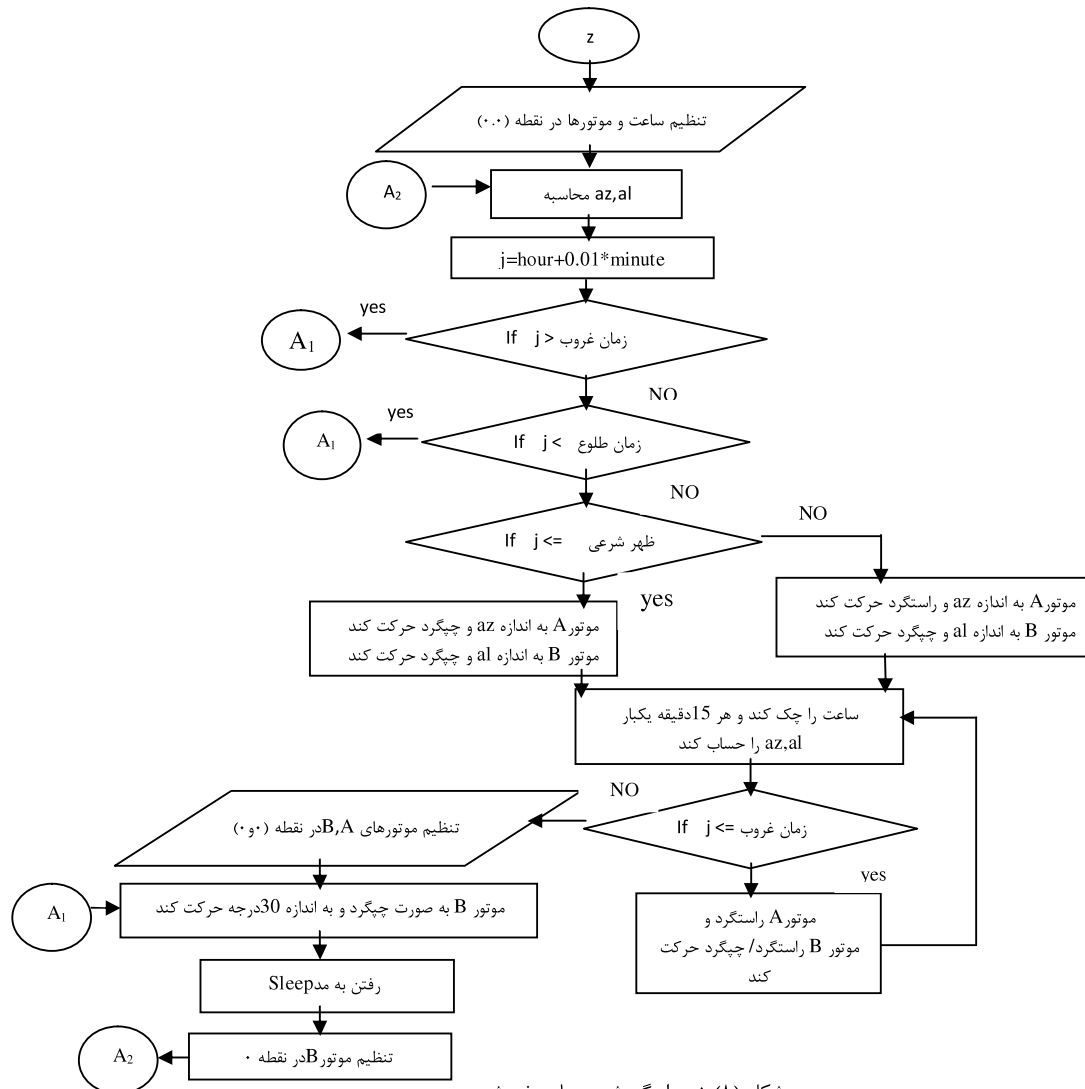 z
تنظیم ساعت و موتورها در نقطه (۰.۰)
A2
محاسبه az,al
j=hour+0.01*minute
yes
A1
If j > زمان غروب
NO
yes
A1
If j < زمان طلوع
NO
NO
If j <= ظهر شرعی
yes
موتورA به اندازه az و راستگرد حرکت کند
موتور B به اندازه al و چپگرد حرکت کند
موتورA به اندازه az و چپگرد حرکت کند
موتور B به اندازه al و چپگرد حرکت کند
ساعت را چک کند و هر 15دقیقه یکبار
az,al را حساب کند
NO
If j <= زمان غروب
تنظیم موتورهای B,Aدر نقطه (۰و۰)
yes
A1
موتور B به صورت چپگرد و به اندازه 30درجه حرکت کند
موتورA راستگرد و
موتور B راستگرد/ چپگرد حرکت
کند
رفتن به مدSleep
A2
تنظیم موتورBدر نقطه ۰